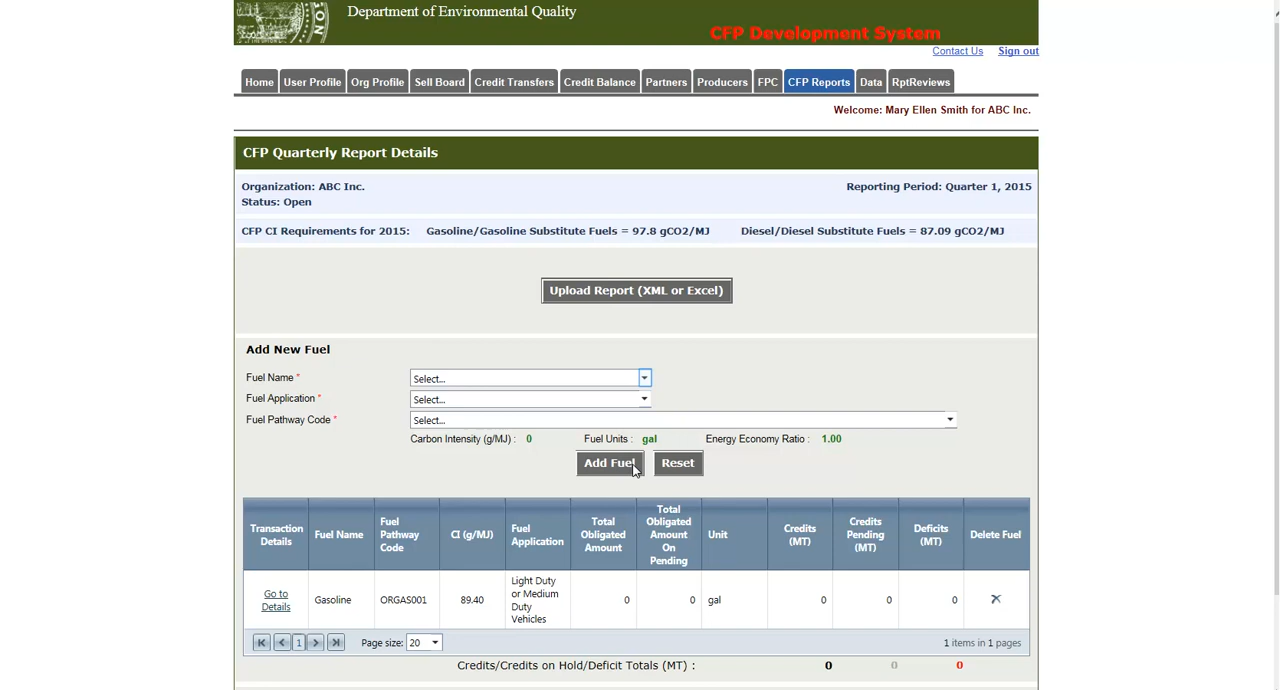 Department of Environmental Quality
CFP Development System
Contact Us Sign out
Home User Profile Org Profile Sell Board Credit Transfers Credit Balance Partners Producers FPC CFP Reports Data RptReviews
Welcome: Mary Ellen Smith for ABC Inc.
CFP Quarterly Report Details
Organization: ABC Inc. Reporting Period: Quarter 1, 2015
Status: Open
CFP CI Requirements for 2015: Gasoline/Gasoline Substitute Fuels = 97.8 gCO2/MJ Diesel/Diesel Substitute Fuels = 87.09 gCO2/MJ
Upload Report (XML or Excel)
Add New Fuel
Fuel Name * Select...
Fuel Application * Select...
Fuel Pathway Code * Select...
Carbon Intensity (g/MJ) : 0 Fuel Units : gal Energy Economy Ratio : 1.00
Add Fuel Reset
Transaction Details Fuel Name Fuel Pathway Code CI (g/MJ) Fuel Application Total Obligated Amount Total Obligated Amount On Pending Unit Credits (MT) Credits Pending (MT) Deficits (MT) Delete Fuel
Go to Details Gasoline ORGAS001 89.40 Light Duty or Medium Duty Vehicles 0 0 gal 0 0 0
1 Page size: 20 1 items in 1 pages
Credits/Credits on Hold/Deficit Totals (MT) : 0 0 0